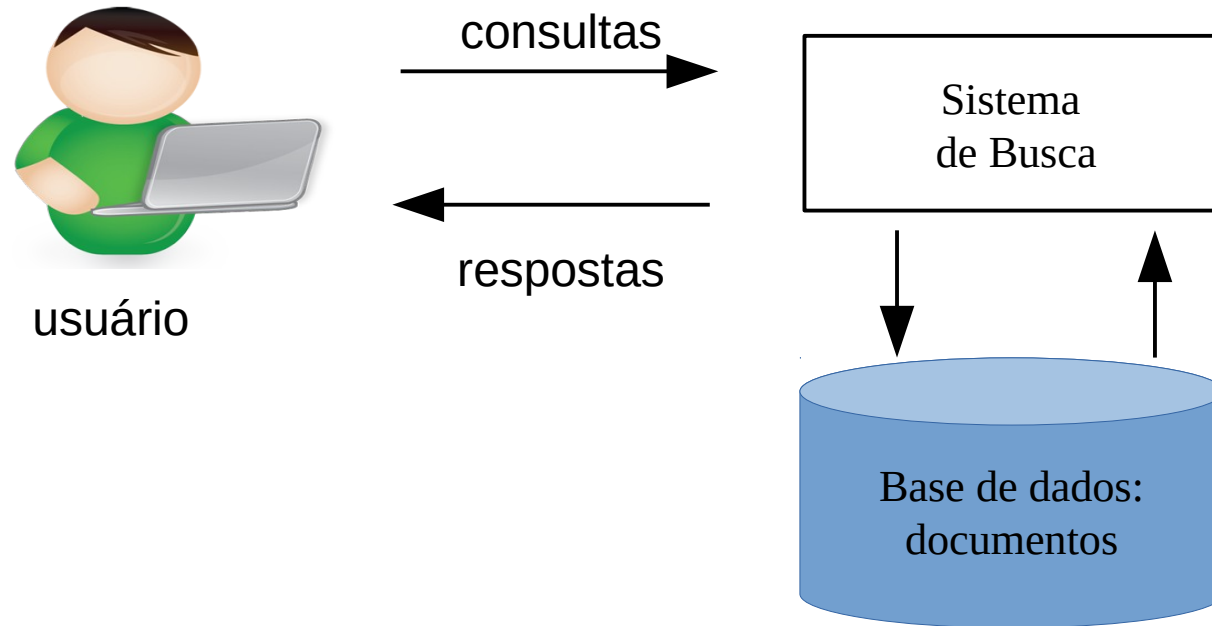 consultas
Sistema
de Busca
respostas
usuário
Base de dados:
documentos